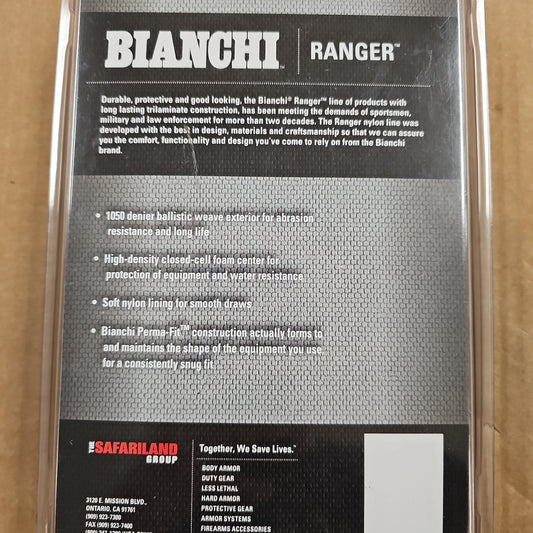 BIANCHI™ | RANGER™
Durable, protective and good looking, the Bianchi® Ranger™ line of products with
long lasting trilaminate construction, has been meeting the demands of sportsmen,
military and law enforcement for more than two decades. The Ranger nylon line was
developed with the best in design, materials and craftsmanship so that we can assure
you the comfort, functionality and design you've come to rely on from the Bianchi
brand.
• 1050 denier ballistic weave exterior for abrasion
resistance and long life
• High-density closed-cell foam center for
protection of equipment and water resistance
• Soft nylon lining for smooth draws
• Bianchi Perma-Fit™ construction actually forms to
and maintains the shape of the equipment you use,
for a consistently snug fit
THE SAFARILAND GROUP
3120 E. MISSION BLVD.,
ONTARIO, CA 91761
(909) 923-7300
FAX (909) 923-7400
Together, We Save Lives.™
BODY ARMOR
DUTY GEAR
LESS LETHAL
HARD ARMOR
PROTECTIVE GEAR
ARMOR SYSTEMS
FIREARMS ACCESSORIES